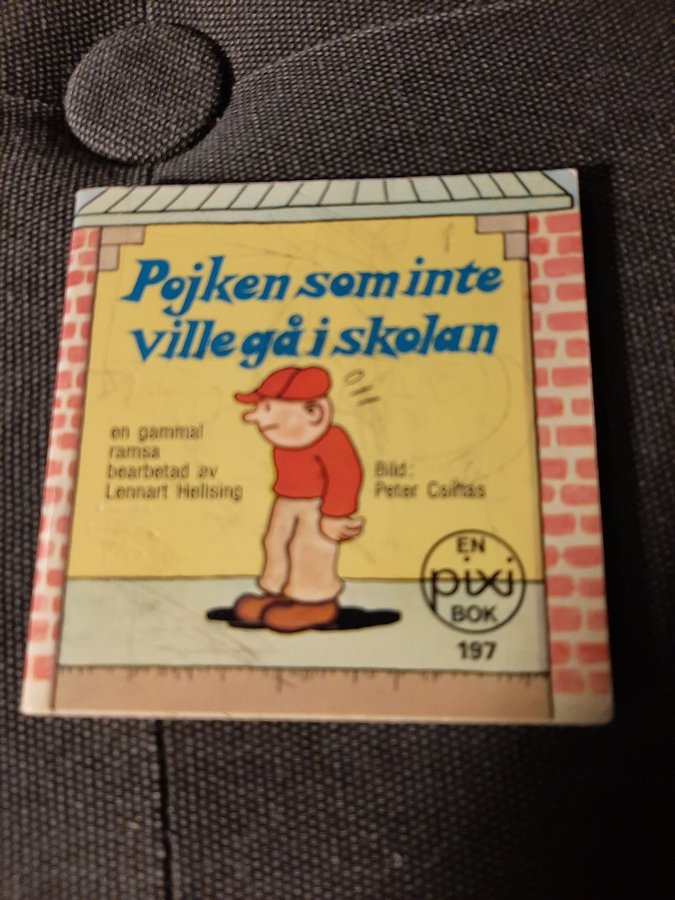 Pojken som inte
ville gå i skolan
en gammal
ramsa
bearbetad av
Lennart Hellsing
Bild:
Peter Csihas
EN
pixi
BOK
197